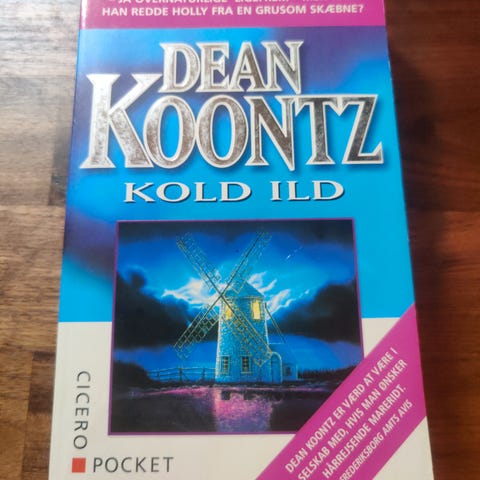 HAN REDDE HOLLY FRA EN GRUSOM SKÆBNE?
DEAN
KOONTZ
KOLD ILD
CICERO
POCKET
DEAN KOONTZ ER VÆRD AT VÆRE I
SELSKAB MED, HVIS MAN ØNSKER
HÅRREJSENDE MARERIDT.
FREDERIKSBORG AMTS AVIS